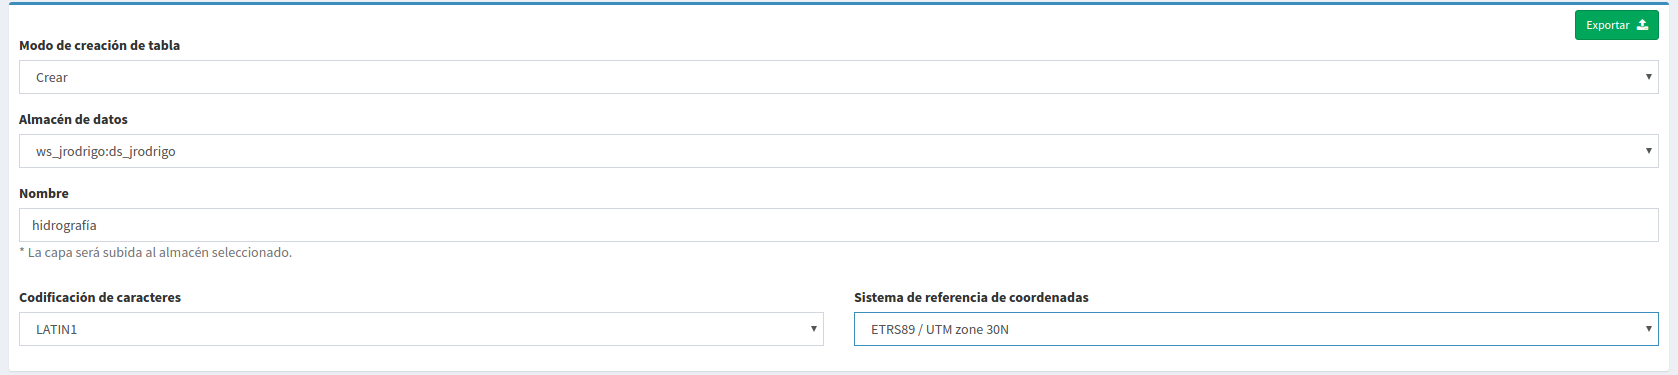 Exportar
Modo de creación de tabla
Crear
Almacén de datos
ws_jrodrigo:ds_jrodrigo
Nombre
hidrografía
* La capa será subida al almacén seleccionado.
Codificación de caracteres
Sistema de referencia de coordenadas
LATIN1
ETRS89 / UTM zone 30N